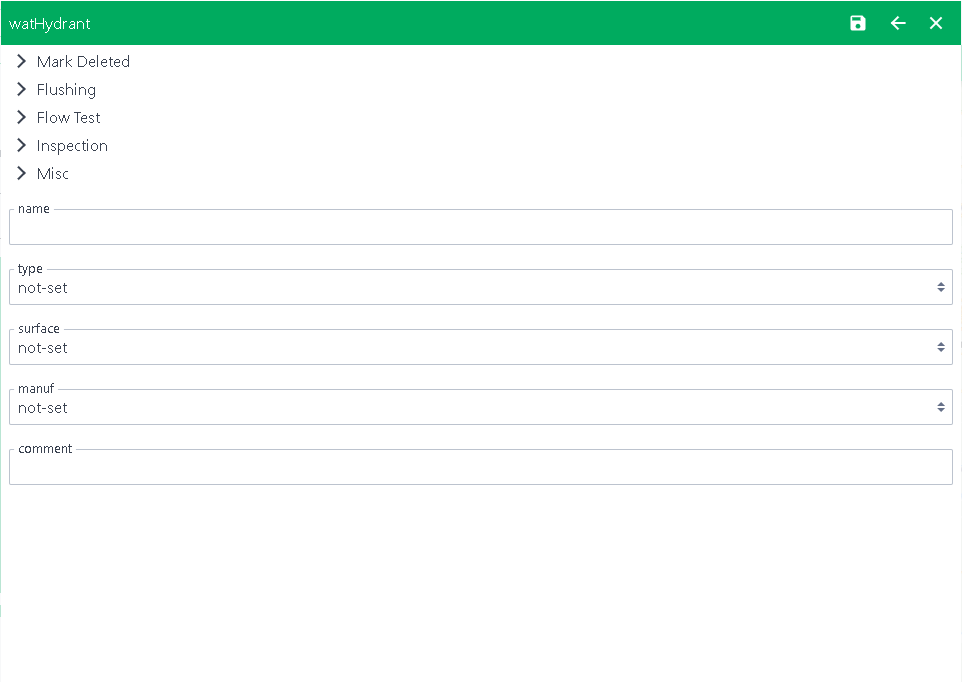 watHydrant
Mark Deleted
Flushing
Flow Test
Inspection
Misc
name
type
not-set
surface
not-set
manuf
not-set
comment